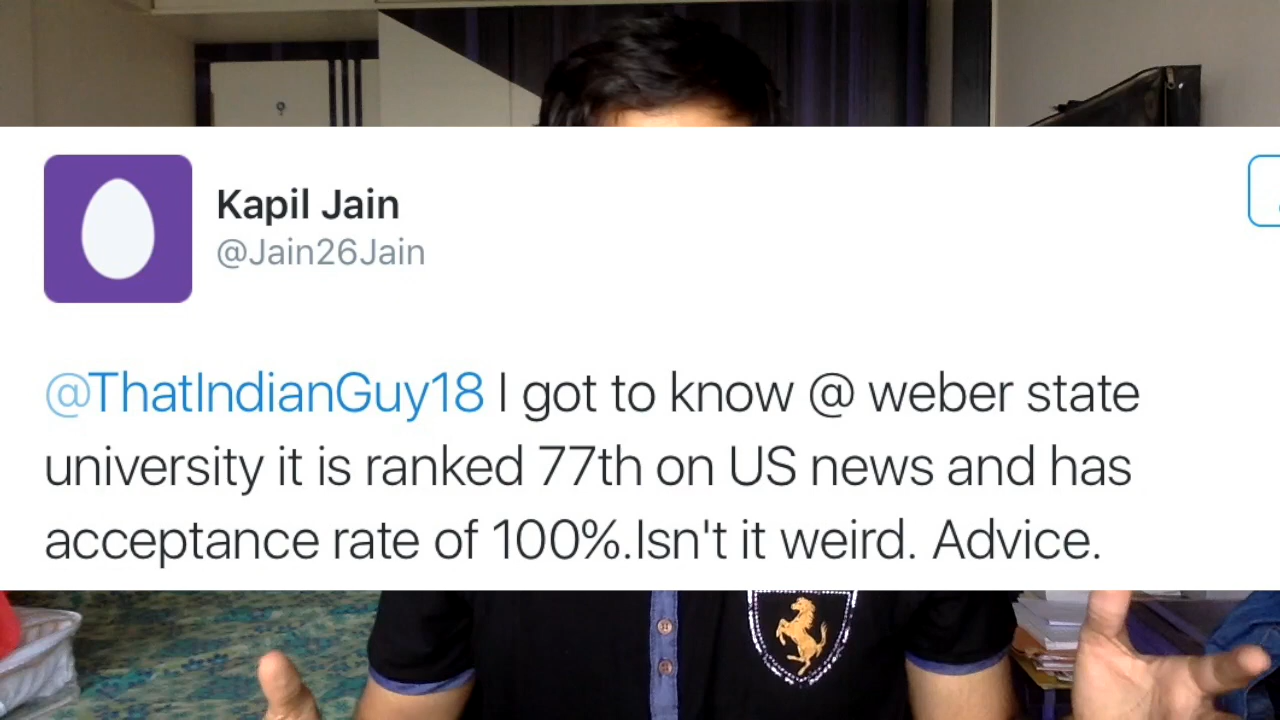 Kapil Jain
@Jain26Jain
@ThatIndianGuy18 I got to know @ weber state
university it is ranked 77th on US news and has
acceptance rate of 100%.Isn't it weird. Advice.